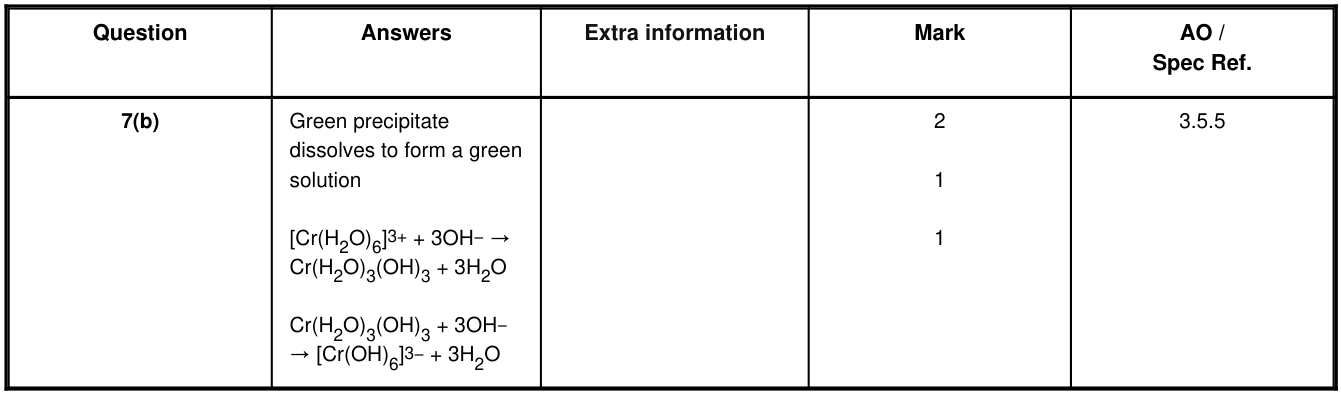 Question Answers Extra information Mark AO /
Spec Ref.
7(b) Green precipitate 2 3.5.5
dissolves to form a green
solution 1
[Cr(H₂O)₆]³⁺ + 3OH⁻ → 1
Cr(H₂O)₃(OH)₃ + 3H₂O
Cr(H₂O)₃(OH)₃ + 3OH⁻
→ [Cr(OH)₆]³⁻ + 3H₂O